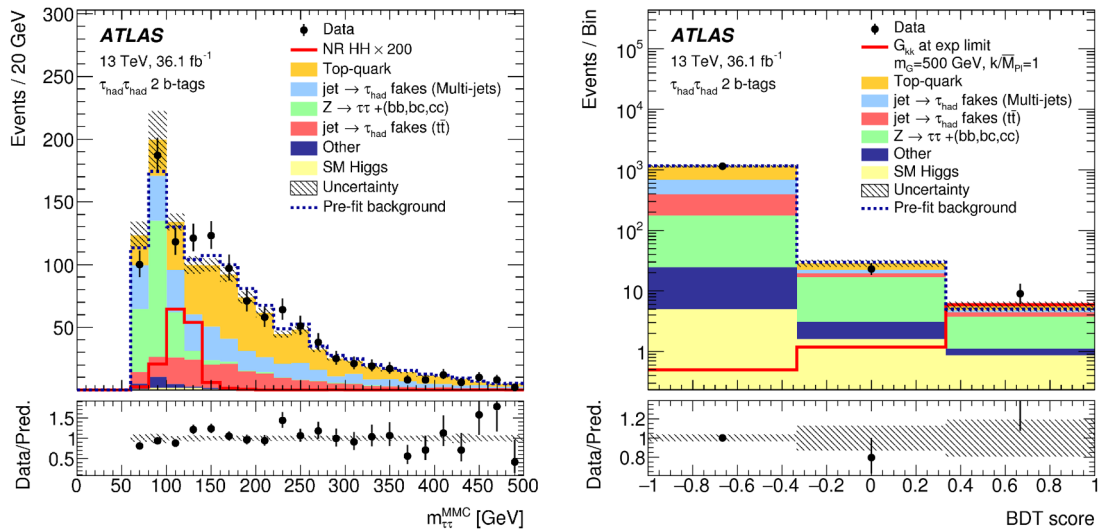 Events / 20 GeV
300
250
200
150
100
50
ATLAS
13 TeV, 36.1 fb⁻¹
τhadτhad 2 b-tags
Data
NR HH × 200
Top-quark
jet → τhad fakes (Multi-jets)
Z → ττ +(bb,bc,cc)
jet → τhad fakes (tt̄)
Other
SM Higgs
Uncertainty
Pre-fit background
Data/Pred.
1.5
1
0.5
0 50 100 150 200 250 300 350 400 450 500
mττMMC [GeV]
Events / Bin
10⁵
10⁴
10³
10²
10
1
ATLAS
13 TeV, 36.1 fb⁻¹
τhadτhad 2 b-tags
Data
Gkk at exp limit
mG=500 GeV, k/M̅Pl=1
Top-quark
jet → τhad fakes (Multi-jets)
jet → τhad fakes (tt̄)
Z → ττ +(bb,bc,cc)
Other
SM Higgs
Uncertainty
Pre-fit background
Data/Pred.
1.2
1
0.8
−1 −0.8 −0.6 −0.4 −0.2 0 0.2 0.4 0.6 0.8 1
BDT score